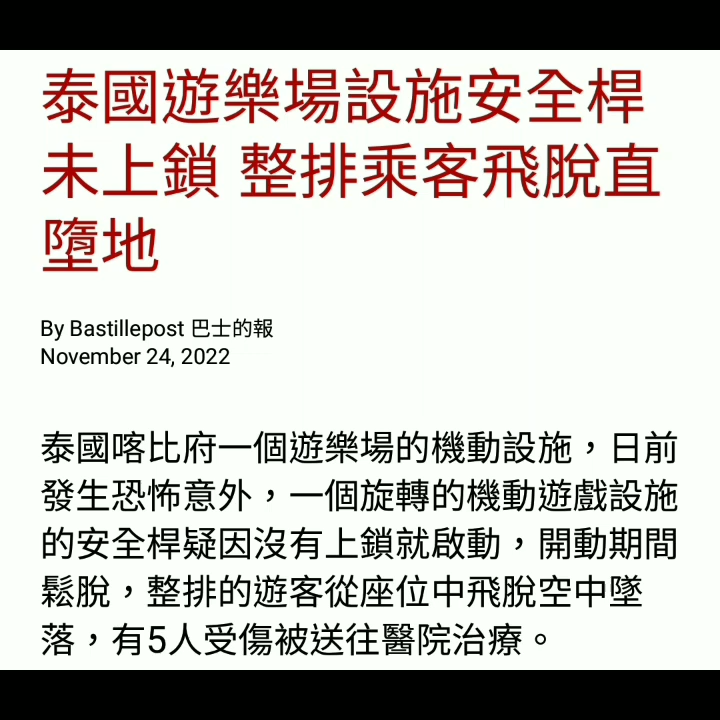 泰國遊樂場設施安全桿
未上鎖 整排乘客飛脫直
墮地
By Bastillepost 巴士的報
November 24, 2022
泰國喀比府一個遊樂場的機動設施，日前
發生恐怖意外，一個旋轉的機動遊戲設施
的安全桿疑因沒有上鎖就啟動，開動期間
鬆脫，整排的遊客從座位中飛脫空中墜
落，有5人受傷被送往醫院治療。